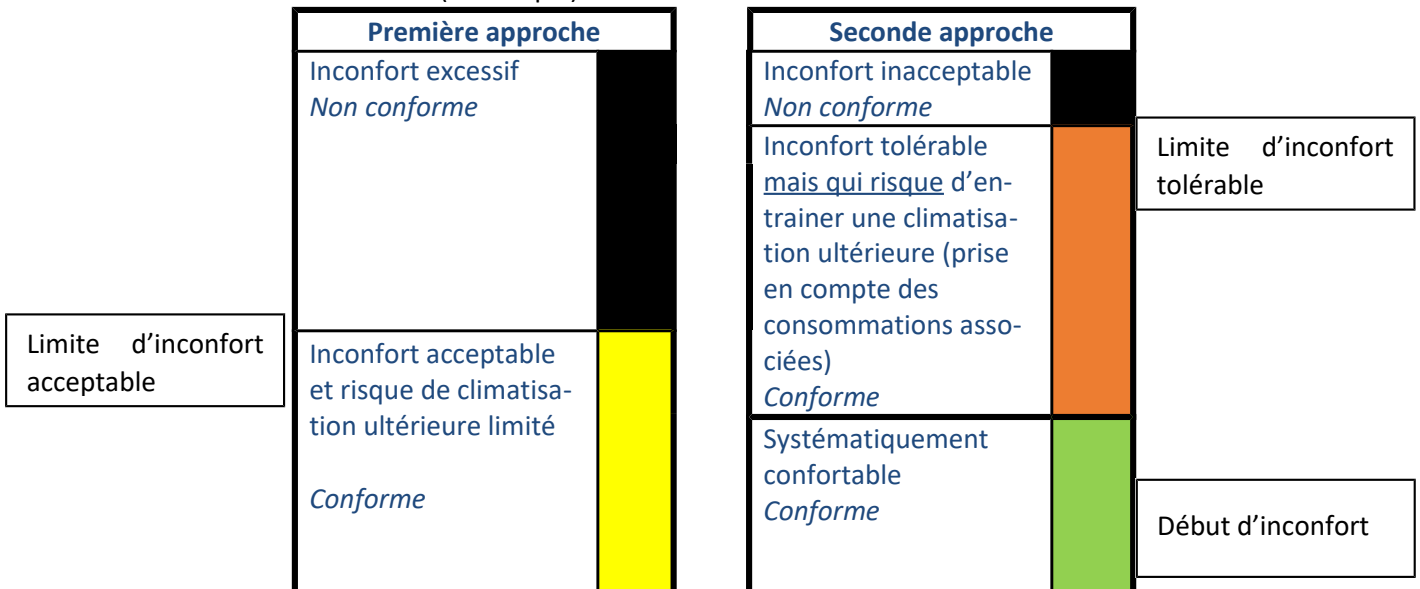 Première approche
Inconfort excessif
Non conforme
Limite d'inconfort
acceptable
Inconfort acceptable
et risque de climatisa-
tion ultérieure limité
Conforme
Seconde approche
Inconfort inacceptable
Non conforme
Inconfort tolérable
mais qui risque d'en-
trainer une climatisa-
tion ultérieure (prise
en compte des
consommations asso-
ciées)
Conforme
Limite d'inconfort
tolérable
Systématiquement
confortable
Conforme
Début d'inconfort